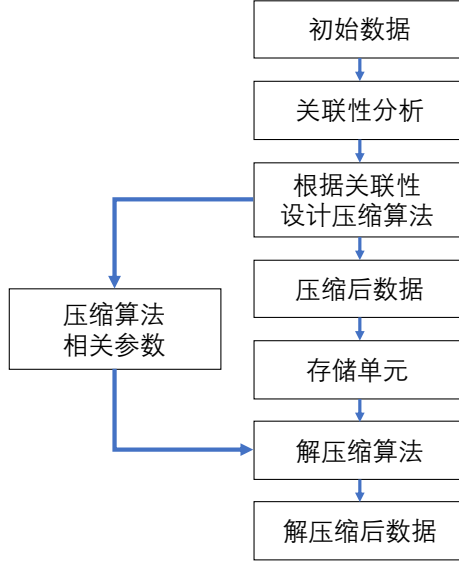 初始数据
关联性分析
根据关联性
设计压缩算法
压缩算法
相关参数
压缩后数据
存储单元
解压缩算法
解压缩后数据